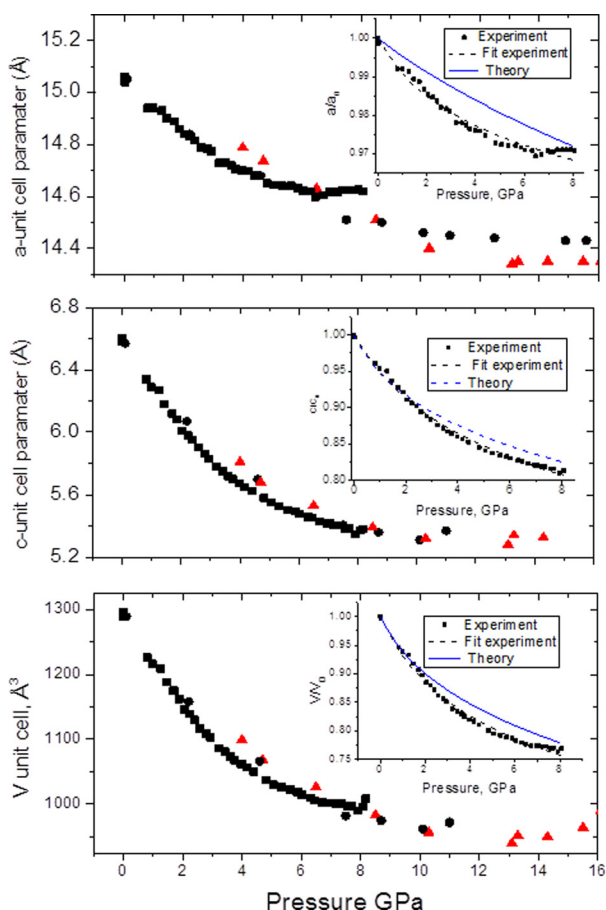 15.2
15.0
14.8
14.6
14.4
a-unit cell paramater (Å)
1.00
0.99
0.98
0.97
a/a₀
Experiment
Fit experiment
Theory
0 2 4 6 8
Pressure, GPa
6.8
6.4
6.0
5.6
5.2
c-unit cell paramater (Å)
1.00
0.95
0.90
0.85
0.80
Experiment
Fit experiment
Theory
0 2 4 6 8
Pressure, GPa
1300
1200
1100
1000
V unit cell, Å³
1.00
0.95
0.90
0.85
0.80
0.75
V/V₀
Experiment
Fit experiment
Theory
0 2 4 6 8
Pressure, GPa
0 2 4 6 8 10 12 14 16
Pressure GPa